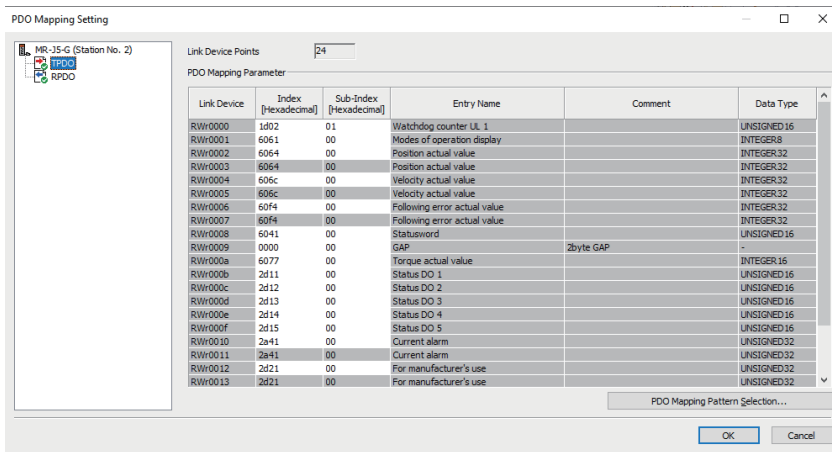 PDO Mapping Setting
MR-J5-G (Station No. 2)
TPDO
RPDO
Link Device Points 24
PDO Mapping Parameter
Link Device Index [Hexadecimal] Sub-Index [Hexadecimal] Entry Name Comment Data Type
RWr0000 1d02 01 Watchdog counter UL 1 UNSIGNED16
RWr0001 6061 00 Modes of operation display INTEGER8
RWr0002 6064 00 Position actual value INTEGER32
RWr0003 6064 00 Position actual value INTEGER32
RWr0004 606c 00 Velocity actual value INTEGER32
RWr0005 606c 00 Velocity actual value INTEGER32
RWr0006 60f4 00 Following error actual value INTEGER32
RWr0007 60f4 00 Following error actual value INTEGER32
RWr0008 6041 00 Statusword UNSIGNED16
RWr0009 0000 00 GAP 2byte GAP -
RWr000a 6077 00 Torque actual value INTEGER16
RWr000b 2d11 00 Status DO 1 UNSIGNED16
RWr000c 2d12 00 Status DO 2 UNSIGNED16
RWr000d 2d13 00 Status DO 3 UNSIGNED16
RWr000e 2d14 00 Status DO 4 UNSIGNED16
RWr000f 2d15 00 Status DO 5 UNSIGNED16
RWr0010 2a41 00 Current alarm UNSIGNED32
RWr0011 2a41 00 Current alarm UNSIGNED32
RWr0012 2d21 00 For manufacturer's use UNSIGNED32
RWr0013 2d21 00 For manufacturer's use UNSIGNED32
PDO Mapping Pattern Selection...
OK Cancel